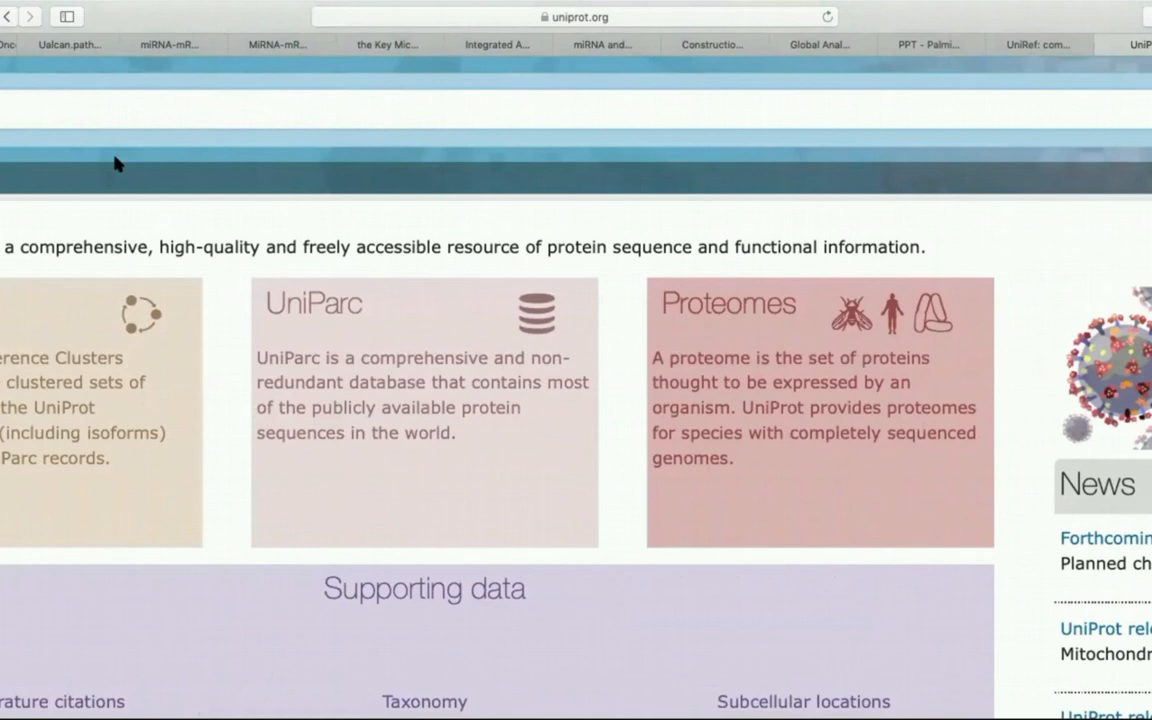 uniprot.org
Onc
Ualcan.path...
miRNA-mR...
MiRNA-mR...
the Key Mic...
Integrated A...
miRNA and...
Constructio...
Global Anal...
PPT - Palmi...
UniRef: com...
UniP
a comprehensive, high-quality and freely accessible resource of protein sequence and functional information.
erence Clusters
clustered sets of
the UniProt
(including isoforms)
Parc records.
UniParc
UniParc is a comprehensive and non-
redundant database that contains most
of the publicly available protein
sequences in the world.
Proteomes
A proteome is the set of proteins
thought to be expressed by an
organism. UniProt provides proteomes
for species with completely sequenced
genomes.
News
Forthcomin
Planned ch
UniProt rele
Mitochondr
UniProt rele
Supporting data
rature citations
Taxonomy
Subcellular locations